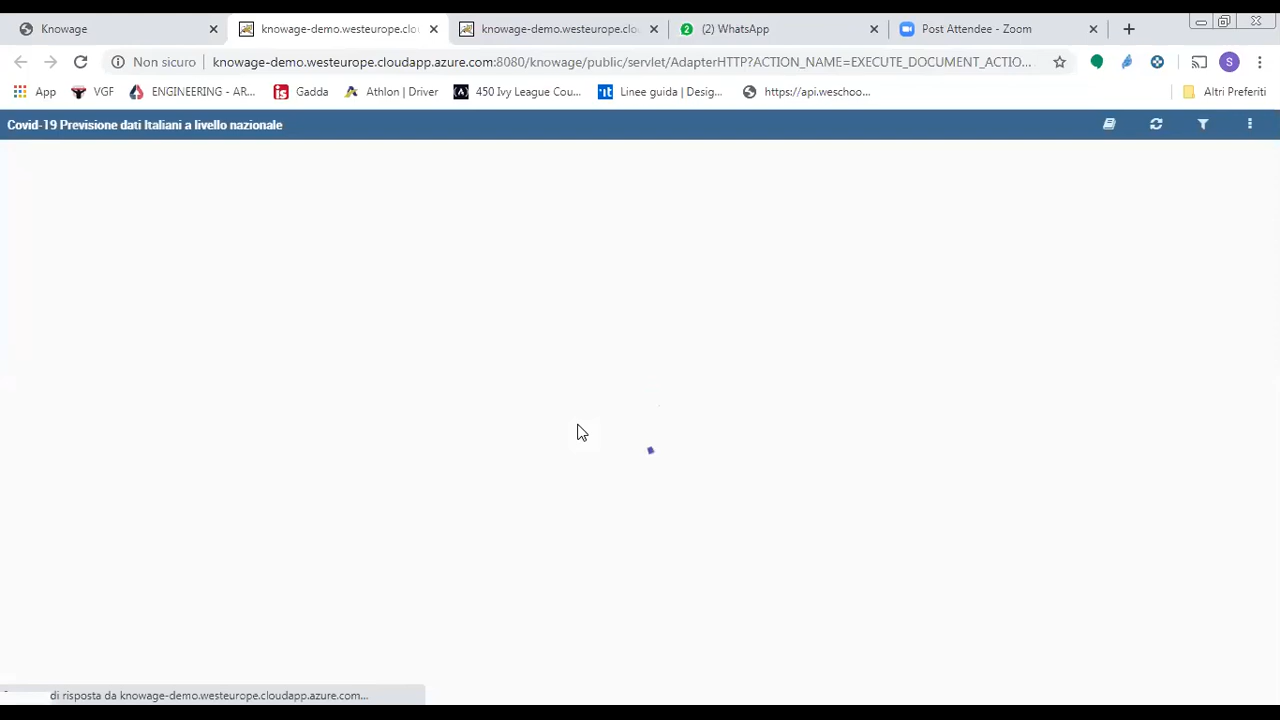 Knowage
knowage-demo.westeurope.cloudapp
knowage-demo.westeurope.cloudap
(2) WhatsApp
Post Attendee - Zoom
Non sicuro
knowage-demo.westeurope.cloudapp.azure.com:8080/knowage/public/servlet/AdapterHTTP?ACTION_NAME=EXECUTE_DOCUMENT_ACTIO...
S
App
VGF
ENGINEERING - AR...
Gadda
Athlon | Driver
450 Ivy League Cou...
Linee guida | Desig...
https://api.weschoo...
Altri Preferiti
Covid-19 Previsione dati Italiani a livello nazionale
di risposta da knowage-demo.westeurope.cloudapp.azure.com...